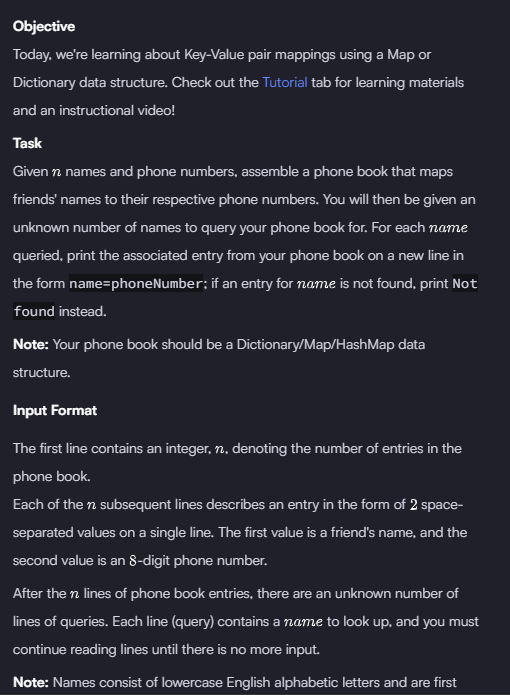 Objective
Today, we're learning about Key-Value pair mappings using a Map or
Dictionary data structure. Check out the Tutorial tab for learning materials
and an instructional video!
Task
Given n names and phone numbers, assemble a phone book that maps
friends' names to their respective phone numbers. You will then be given an
unknown number of names to query your phone book for. For each name
queried, print the associated entry from your phone book on a new line in
the form name=phoneNumber; if an entry for name is not found, print Not
found instead.
Note: Your phone book should be a Dictionary/Map/HashMap data
structure.
Input Format
The first line contains an integer, n, denoting the number of entries in the
phone book.
Each of the n subsequent lines describes an entry in the form of 2 space-
separated values on a single line. The first value is a friend's name, and the
second value is an 8-digit phone number.
After the n lines of phone book entries, there are an unknown number of
lines of queries. Each line (query) contains a name to look up, and you must
continue reading lines until there is no more input.
Note: Names consist of lowercase English alphabetic letters and are first